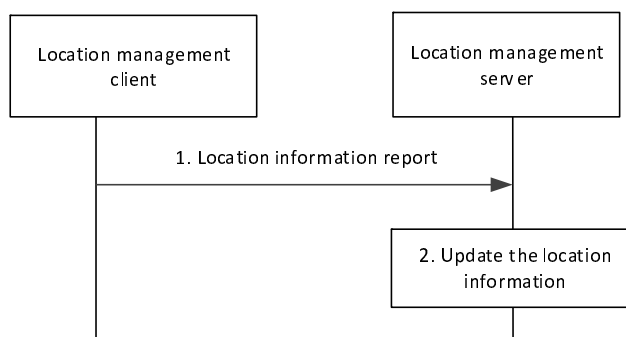 Location management
client
Location management
server
1. Location information report
2. Update the location
information